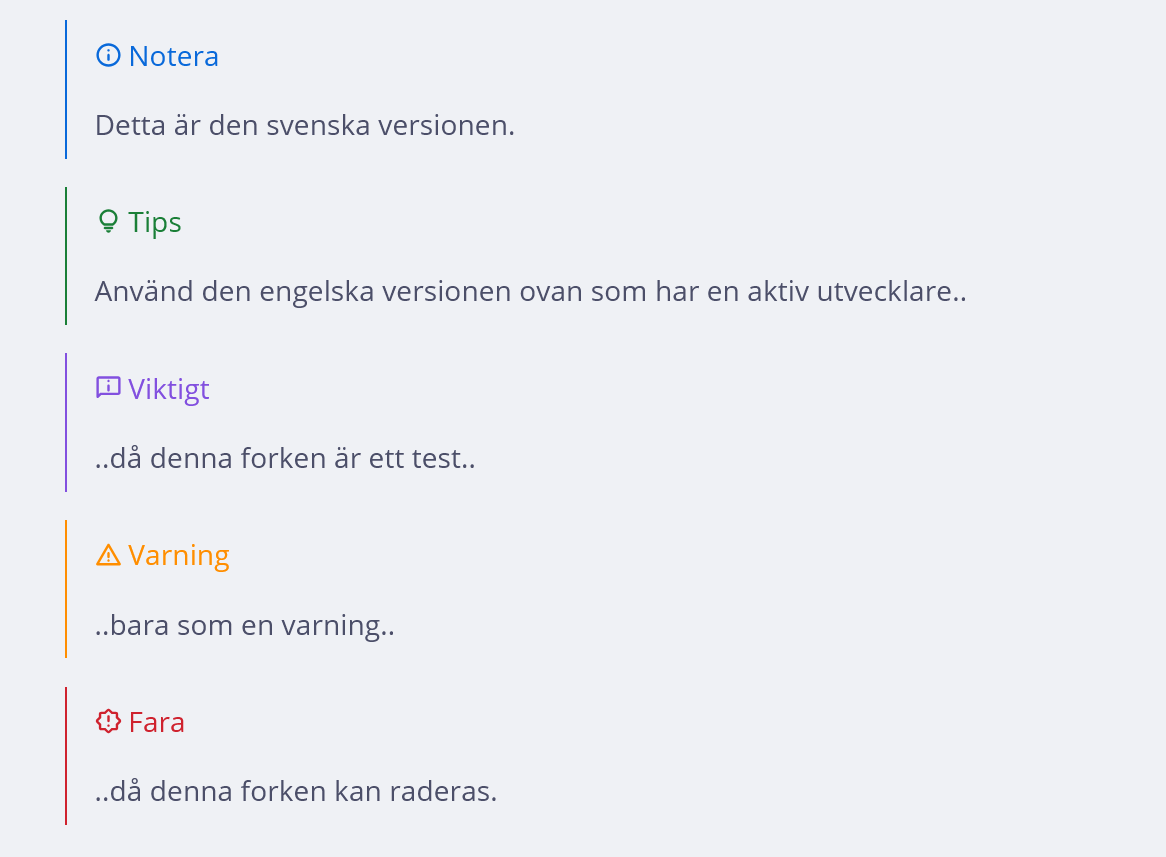 Notera
Detta är den svenska versionen.
Tips
Använd den engelska versionen ovan som har en aktiv utvecklare..
Viktigt
..då denna forken är ett test..
Varning
..bara som en varning..
Fara
..då denna forken kan raderas.